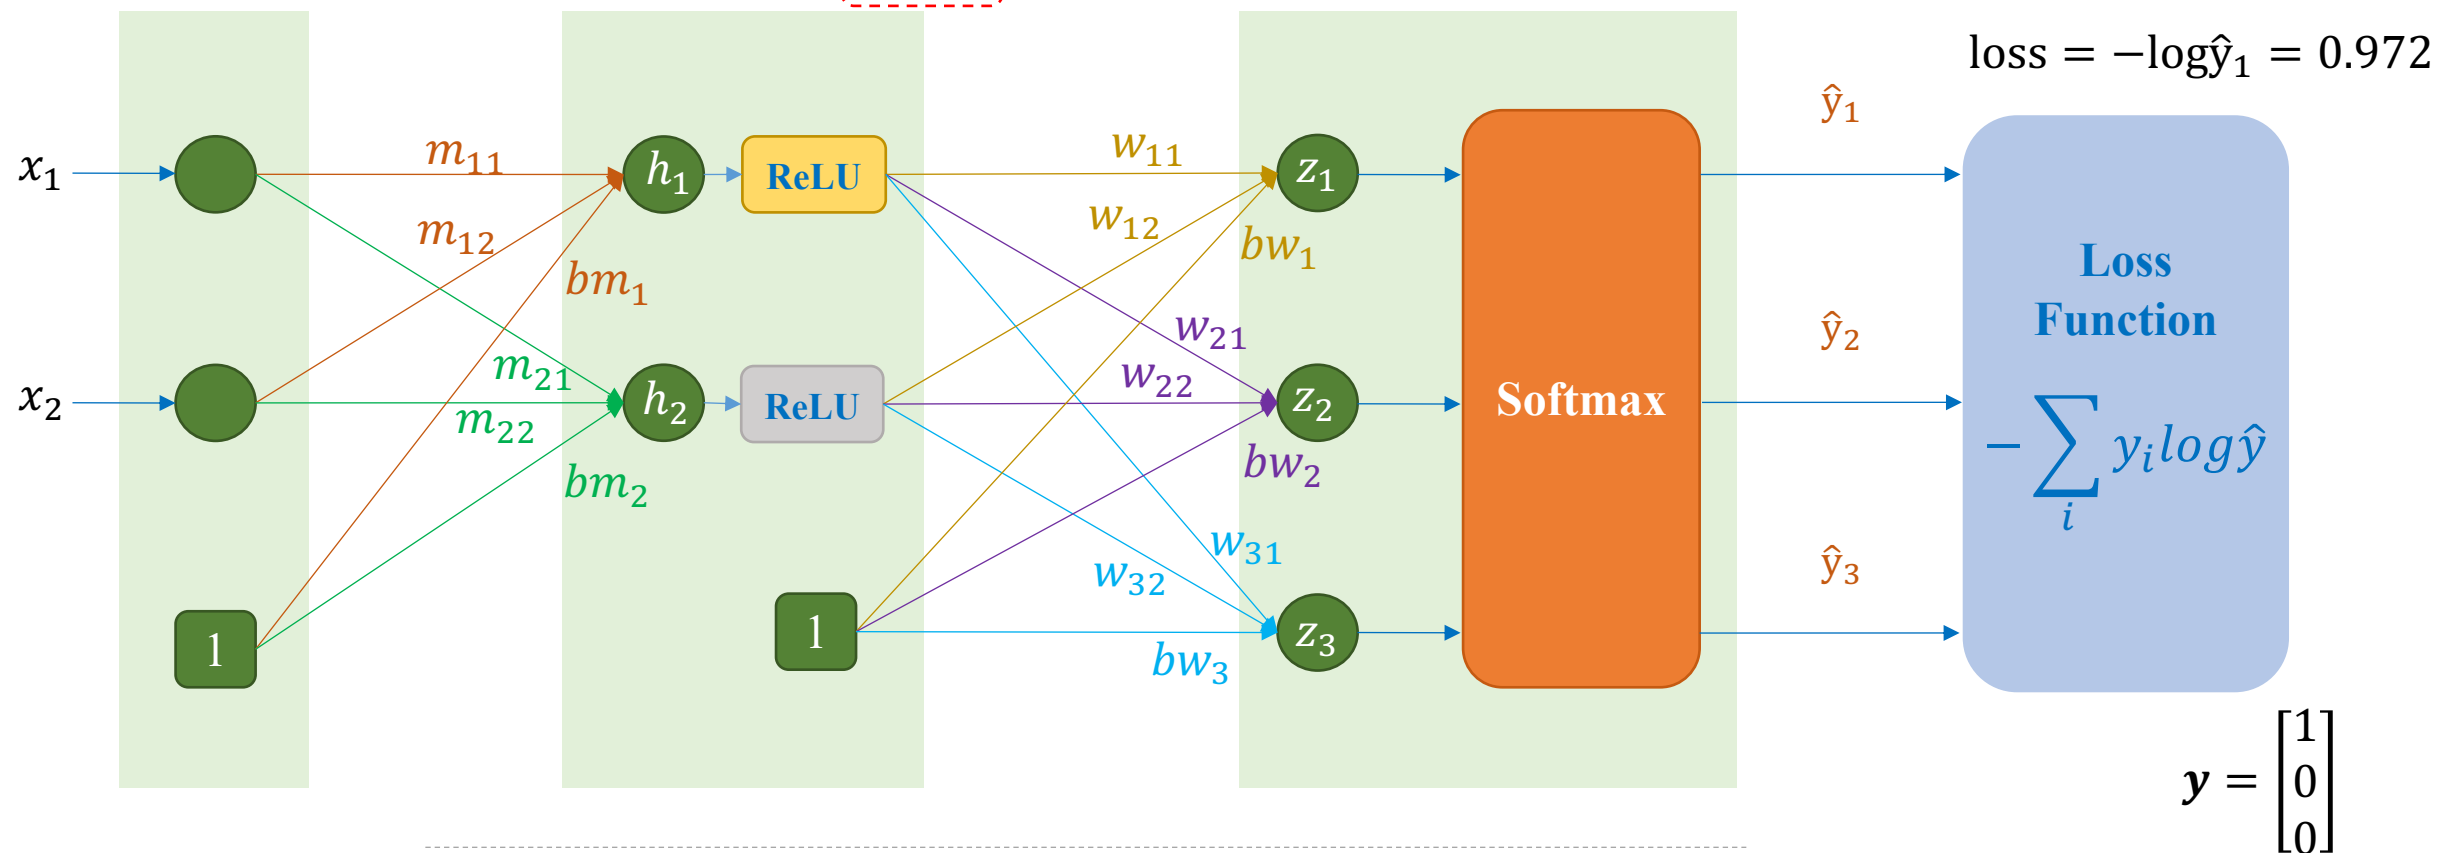 loss = −logŷ₁ = 0.972
x₁
m₁₁
h₁
ReLU
w₁₁
z₁
ŷ₁
m₁₂
bm₁
w₁₂
bw₁
Loss
Function
−∑ᵢ yᵢlogŷ
x₂
m₂₁
m₂₂
h₂
ReLU
w₂₁
w₂₂
z₂
Softmax
ŷ₂
bm₂
bw₂
w₃₁
w₃₂
ŷ₃
1
1
z₃
bw₃
y = [1
0
0]